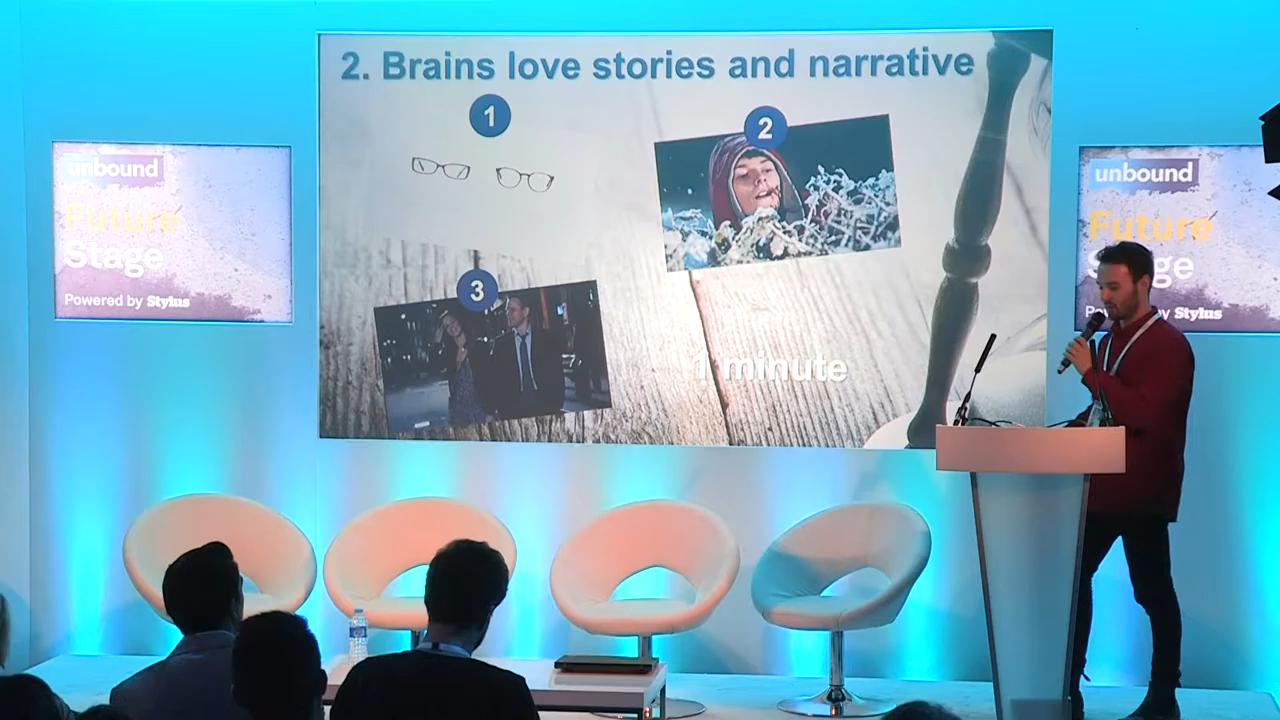 2. Brains love stories and narrative
1
2
3
1 minute
unbound
Future
Stage
Powered by Stylus
unbound
Future
Stylus